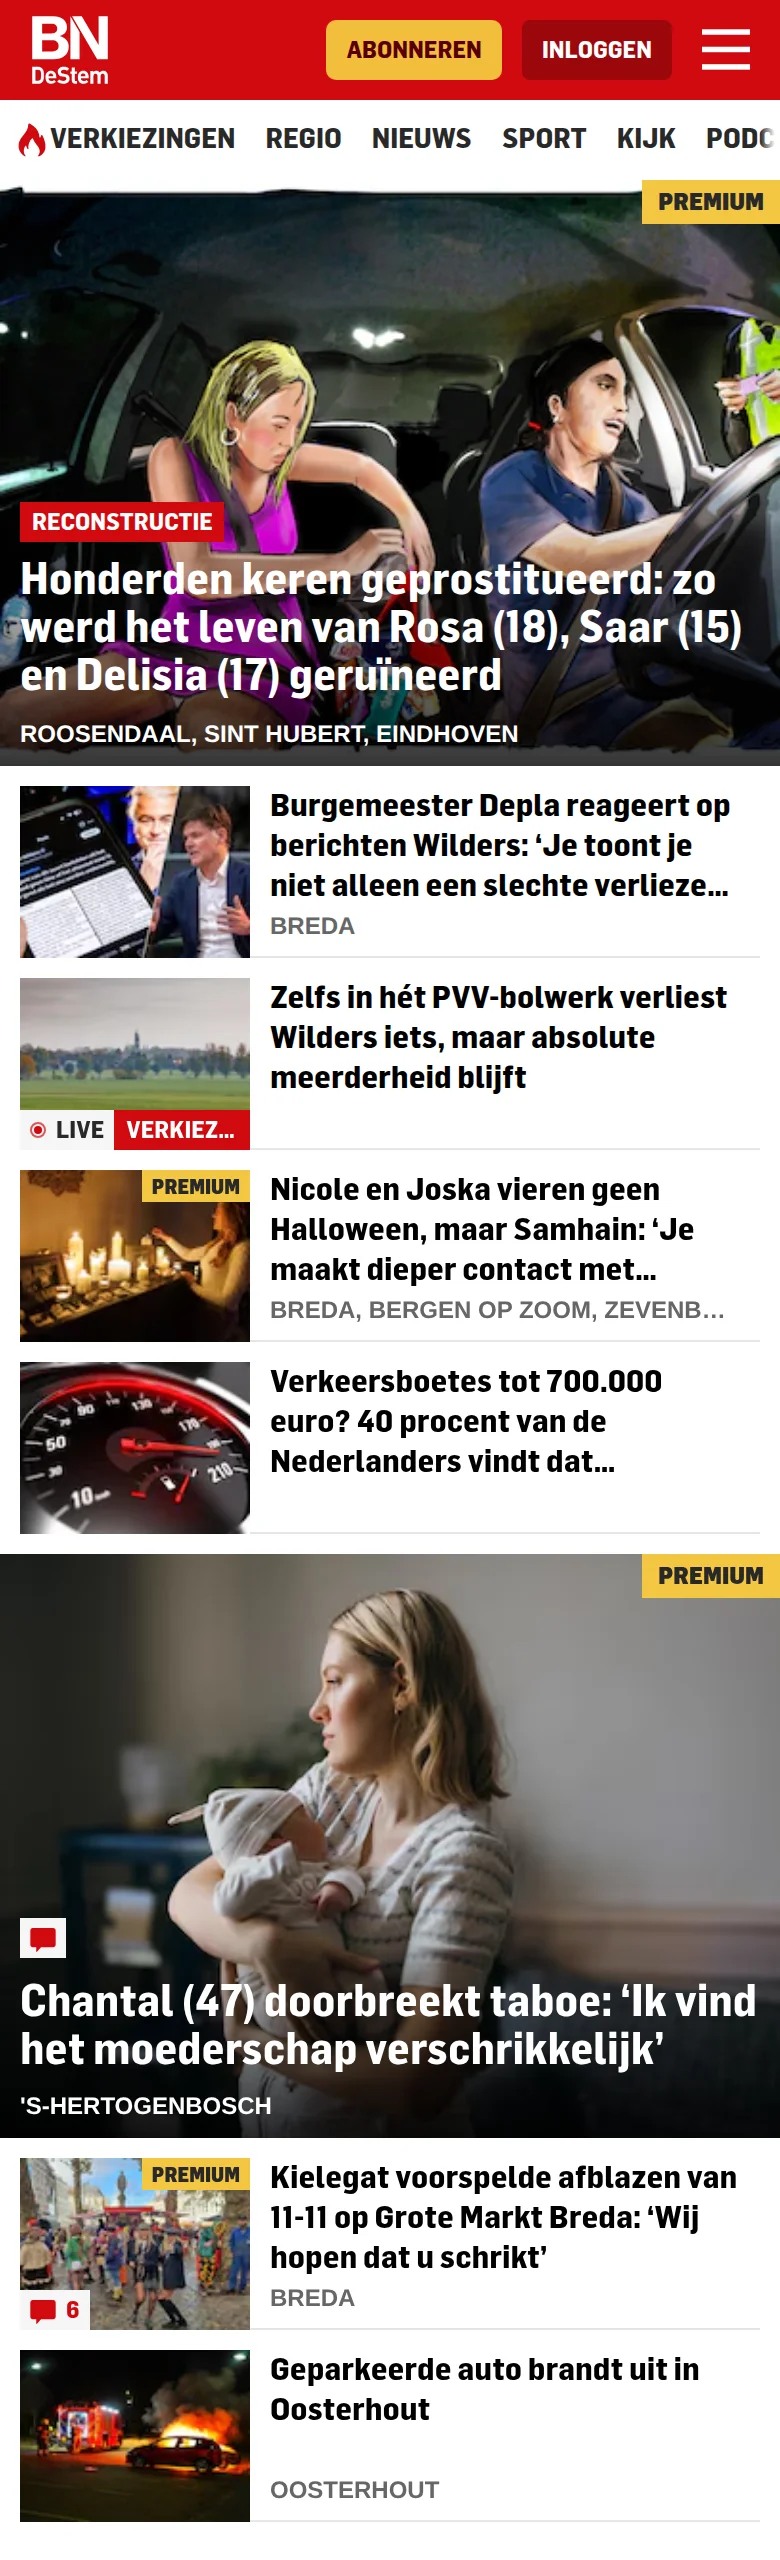 BN
DeStem
ABONNEREN
INLOGGEN
VERKIEZINGEN REGIO NIEUWS SPORT KIJK PODC
PREMIUM
RECONSTRUCTIE
Honderden keren geprostitueerd: zo
werd het leven van Rosa (18), Saar (15)
en Delisia (17) geruïneerd
ROOSENDAAL, SINT HUBERT, EINDHOVEN
Burgemeester Depla reageert op
berichten Wilders: ‘Je toont je
niet alleen een slechte verlieze...
BREDA
Zelfs in hét PVV-bolwerk verliest
Wilders iets, maar absolute
meerderheid blijft
LIVE VERKIEZ...
PREMIUM
Nicole en Joska vieren geen
Halloween, maar Samhain: ‘Je
maakt dieper contact met...
BREDA, BERGEN OP ZOOM, ZEVENB...
Verkeersboetes tot 700.000
euro? 40 procent van de
Nederlanders vindt dat...
90
130
170
50
210
10
PREMIUM
Chantal (47) doorbreekt taboe: ‘Ik vind
het moederschap verschrikkelijk’
'S-HERTOGENBOSCH
PREMIUM
6
Kielegat voorspelde afblazen van
11-11 op Grote Markt Breda: ‘Wij
hopen dat u schrikt’
BREDA
Geparkeerde auto brandt uit in
Oosterhout
OOSTERHOUT